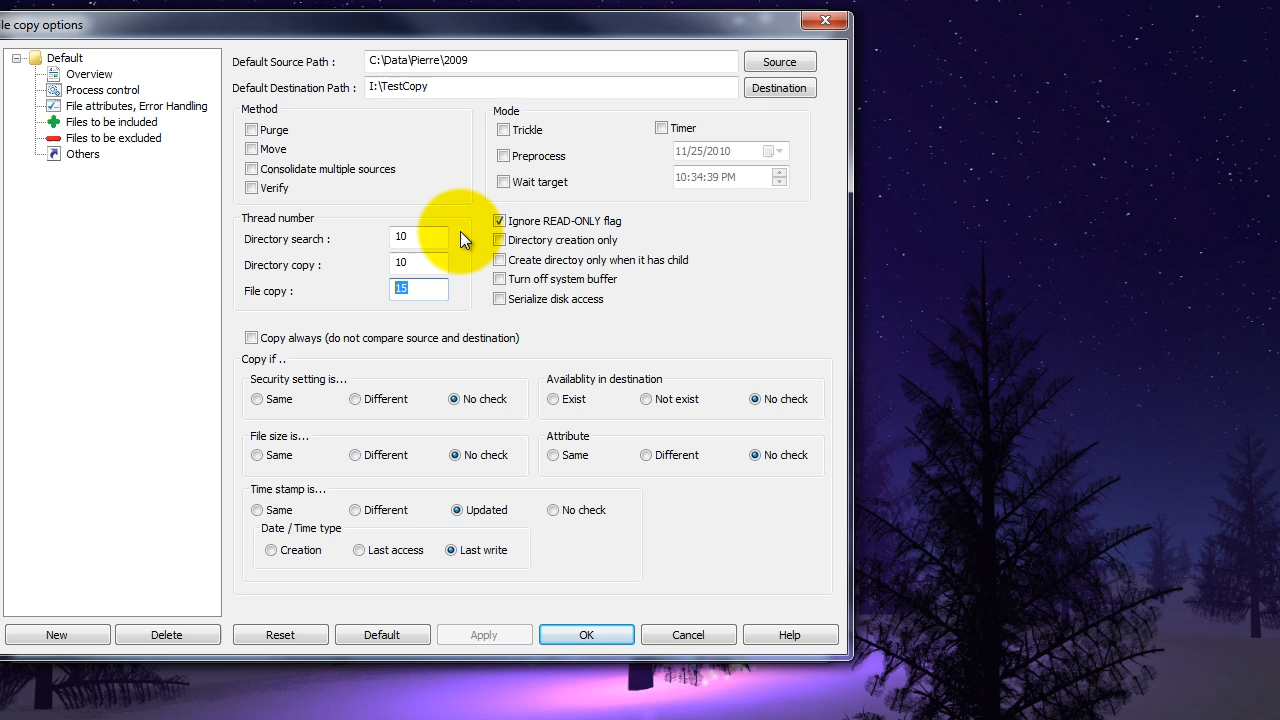 le copy options
Default
Overview
Process control
File attributes, Error Handling
Files to be included
Files to be excluded
Others
Default Source Path : C:\Data\Pierre\2009 Source
Default Destination Path : I:\TestCopy Destination
Method
Purge
Move
Consolidate multiple sources
Verify
Mode
Trickle Timer
Preprocess 11/25/2010
Wait target 10:34:39 PM
Thread number
Directory search : 10
Directory copy : 10
File copy : 15
Ignore READ-ONLY flag
Directory creation only
Create directoy only when it has child
Turn off system buffer
Serialize disk access
Copy always (do not compare source and destination)
Copy if ..
Security setting is...
Same Different No check
Availablity in destination
Exist Not exist No check
File size is...
Same Different No check
Attribute
Same Different No check
Time stamp is...
Same Different Updated No check
Date / Time type
Creation Last access Last write
New Delete Reset Default Apply OK Cancel Help